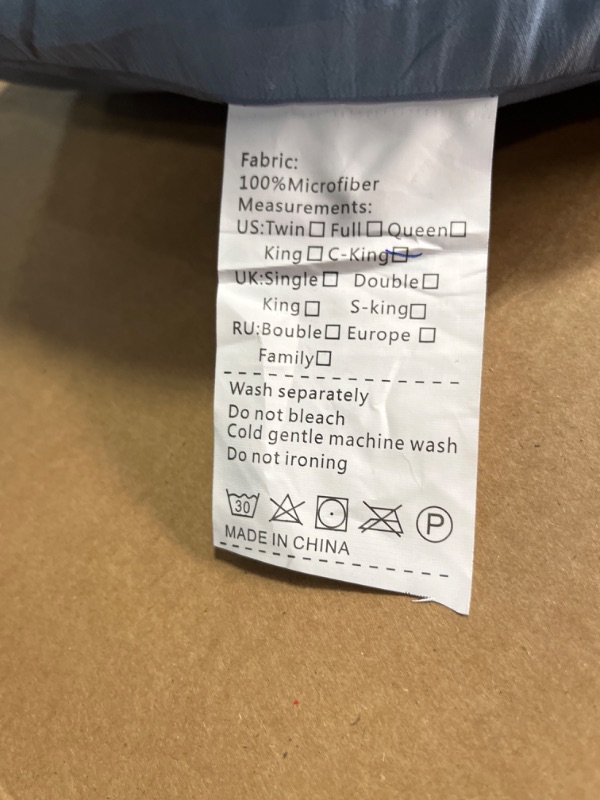 Fabric:
100%Microfiber
Measurements:
US:Twin☐ Full☐ Queen☐
King☐ C-King☐
UK:Single☐ Double☐
King☐ S-king☐
RU:Bouble☐ Europe ☐
Family☐
Wash separately
Do not bleach
Cold gentle machine wash
Do not ironing
30 P
MADE IN CHINA